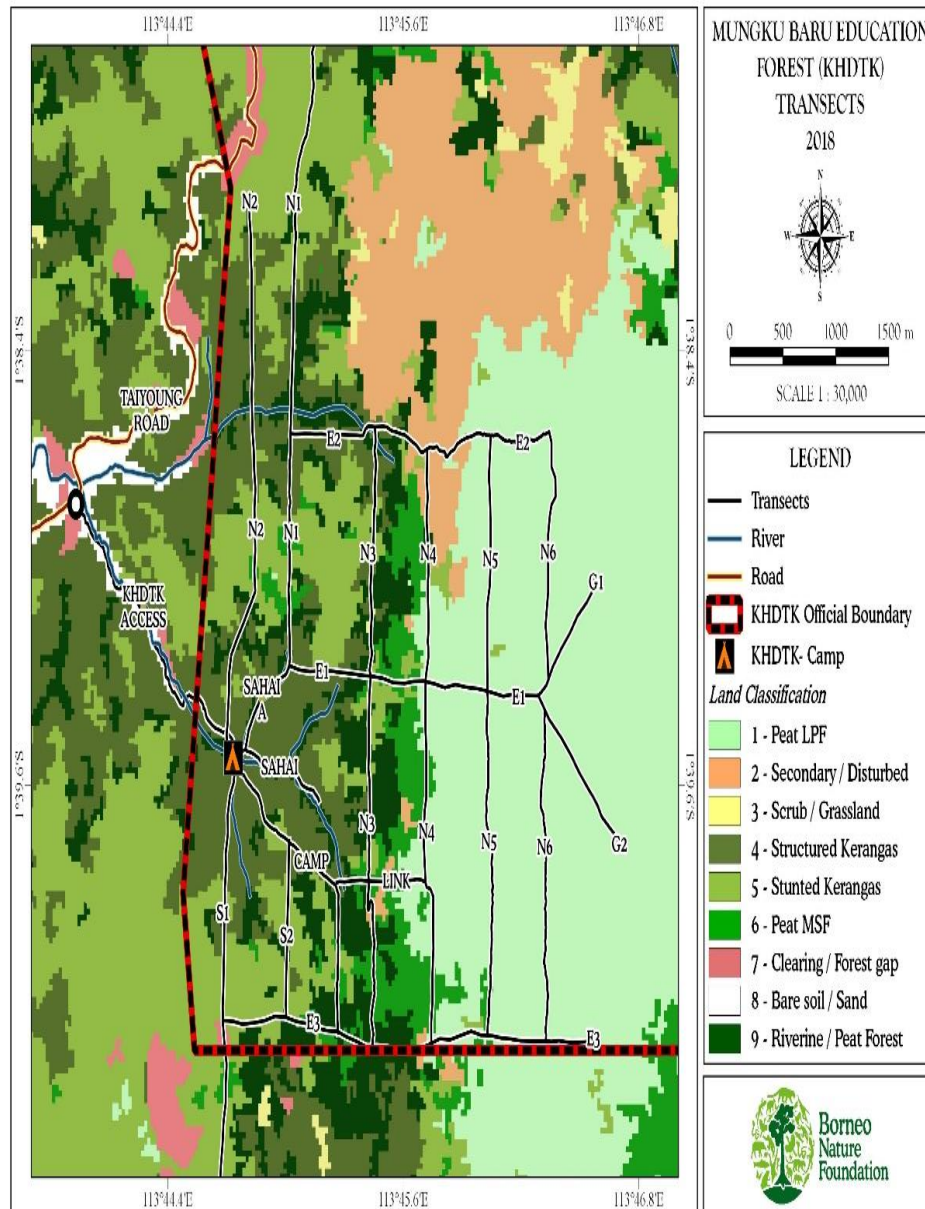 113°44.4'E
113°45.6'E
113°46.8'E
MUNGKU BARU EDUCATION
FOREST (KHDTK)
TRANSECTS
2018
N
W
E
S
0 500 1000 1500 m
SCALE 1 : 30,000
LEGEND
Transects
River
Road
KHDTK Official Boundary
KHDTK- Camp
Land Classification
1 - Peat LPF
2 - Secondary / Disturbed
3 - Scrub / Grassland
4 - Structured Kerangas
5 - Stunted Kerangas
6 - Peat MSF
7 - Clearing / Forest gap
8 - Bare soil / Sand
9 - Riverine / Peat Forest
Borneo
Nature
Foundation
1°38.4'S
1°38.4'S
1°39.6'S
1°39.6'S
N2
N1
TAIYOUNG
ROAD
E2
E2
N2
N1
N3
N4
N5
N6
G1
KHDTK
ACCESS
SAHAI
A
E1
E1
SAHAI
N3
N4
N5
N6
G2
CAMP
LINK
S1
S2
E3
E3
113°44.4'E
113°45.6'E
113°46.8'E